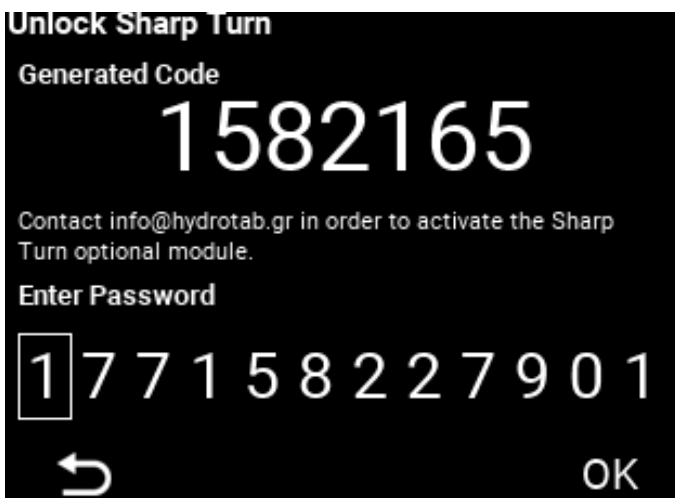 Unlock Sharp Turn
Generated Code
1582165
Contact info@hydrotab.gr in order to activate the Sharp
Turn optional module.
Enter Password
1 7 7 1 5 8 2 2 7 9 0 1
OK